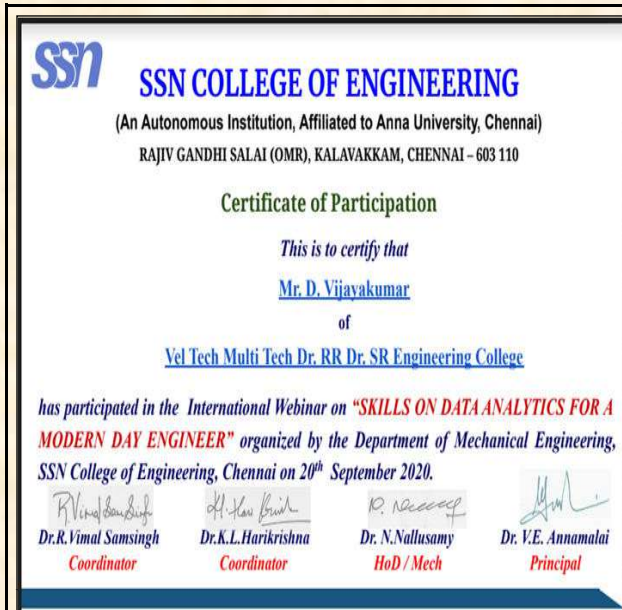 ssn
SSN COLLEGE OF ENGINEERING
(An Autonomous Institution, Affiliated to Anna University, Chennai)
RAJIV GANDHI SALAI (OMR), KALAVAKKAM, CHENNAI – 603 110
Certificate of Participation
This is to certify that
Mr. D. Vijayakumar
of
Vel Tech Multi Tech Dr. RR Dr. SR Engineering College
has participated in the International Webinar on “SKILLS ON DATA ANALYTICS FOR A
MODERN DAY ENGINEER” organized by the Department of Mechanical Engineering,
SSN College of Engineering, Chennai on 20th September 2020.
Dr.R.Vimal Samsingh Dr.K.L.Harikrishna Dr. N.Nallusamy Dr. V.E. Annamalai
Coordinator Coordinator HoD / Mech Principal